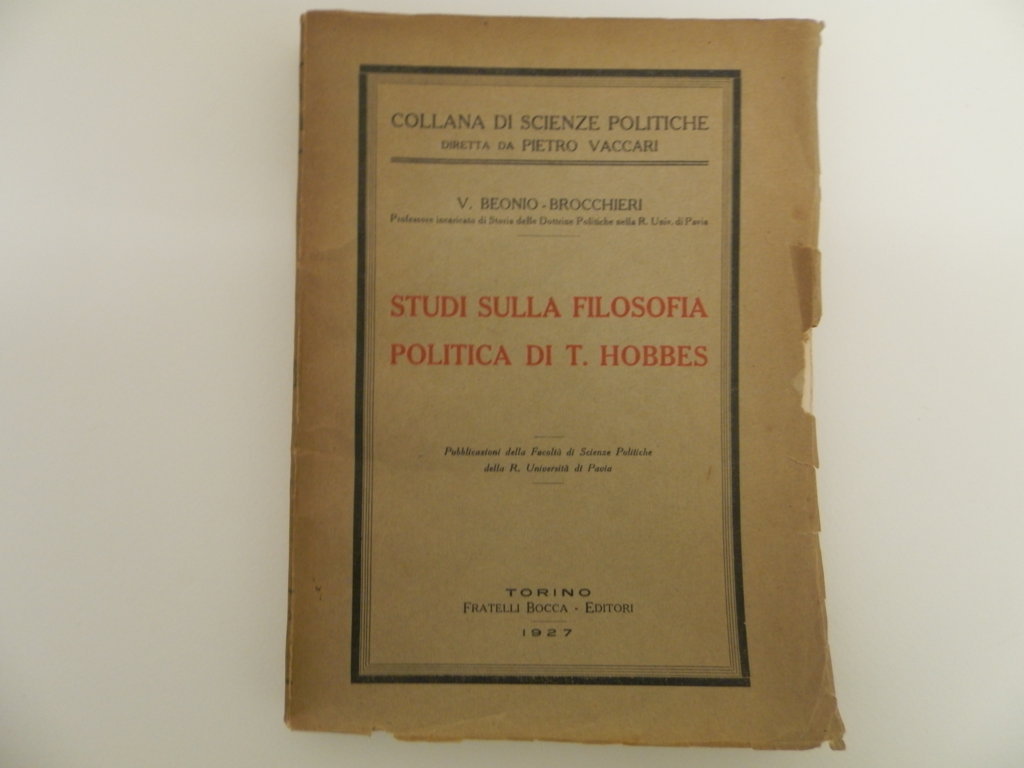 COLLANA DI SCIENZE POLITICHE
DIRETTA DA PIETRO VACCARI
V. BEONIO - BROCCHIERI
Professore incaricato di Storia delle Dottrine Politiche nella R. Univ. di Pavia
STUDI SULLA FILOSOFIA
POLITICA DI T. HOBBES
Pubblicazioni della Facoltà di Scienze Politiche
della R. Università di Pavia
TORINO
FRATELLI BOCCA - EDITORI
1927